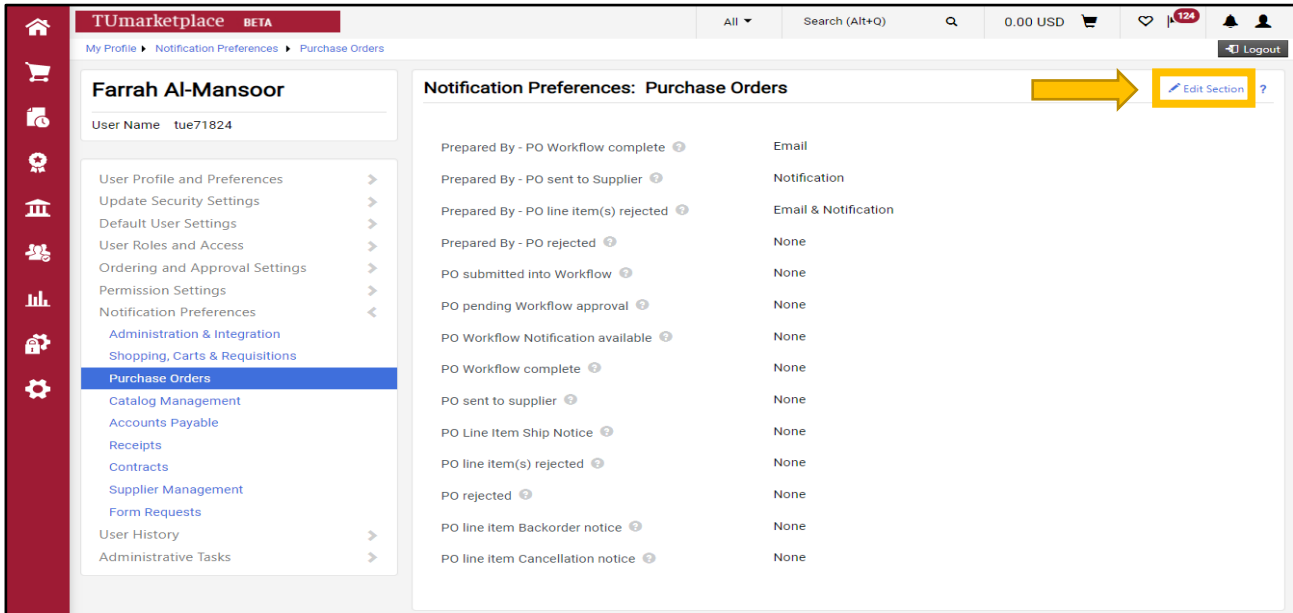 TUmarketplace BETA
All Search (Alt+Q) 0.00 USD 124
My Profile Notification Preferences Purchase Orders
Logout
Farrah Al-Mansoor
User Name tue71824
User Profile and Preferences
Update Security Settings
Default User Settings
User Roles and Access
Ordering and Approval Settings
Permission Settings
Notification Preferences
Administration & Integration
Shopping, Carts & Requisitions
Purchase Orders
Catalog Management
Accounts Payable
Receipts
Contracts
Supplier Management
Form Requests
User History
Administrative Tasks
Notification Preferences: Purchase Orders
Edit Section ?
Prepared By - PO Workflow complete ? Email
Prepared By - PO sent to Supplier ? Notification
Prepared By - PO line item(s) rejected ? Email & Notification
Prepared By - PO rejected ? None
PO submitted into Workflow ? None
PO pending Workflow approval ? None
PO Workflow Notification available ? None
PO Workflow complete ? None
PO sent to supplier ? None
PO Line Item Ship Notice ? None
PO line item(s) rejected ? None
PO rejected ? None
PO line item Backorder notice ? None
PO line item Cancellation notice ? None